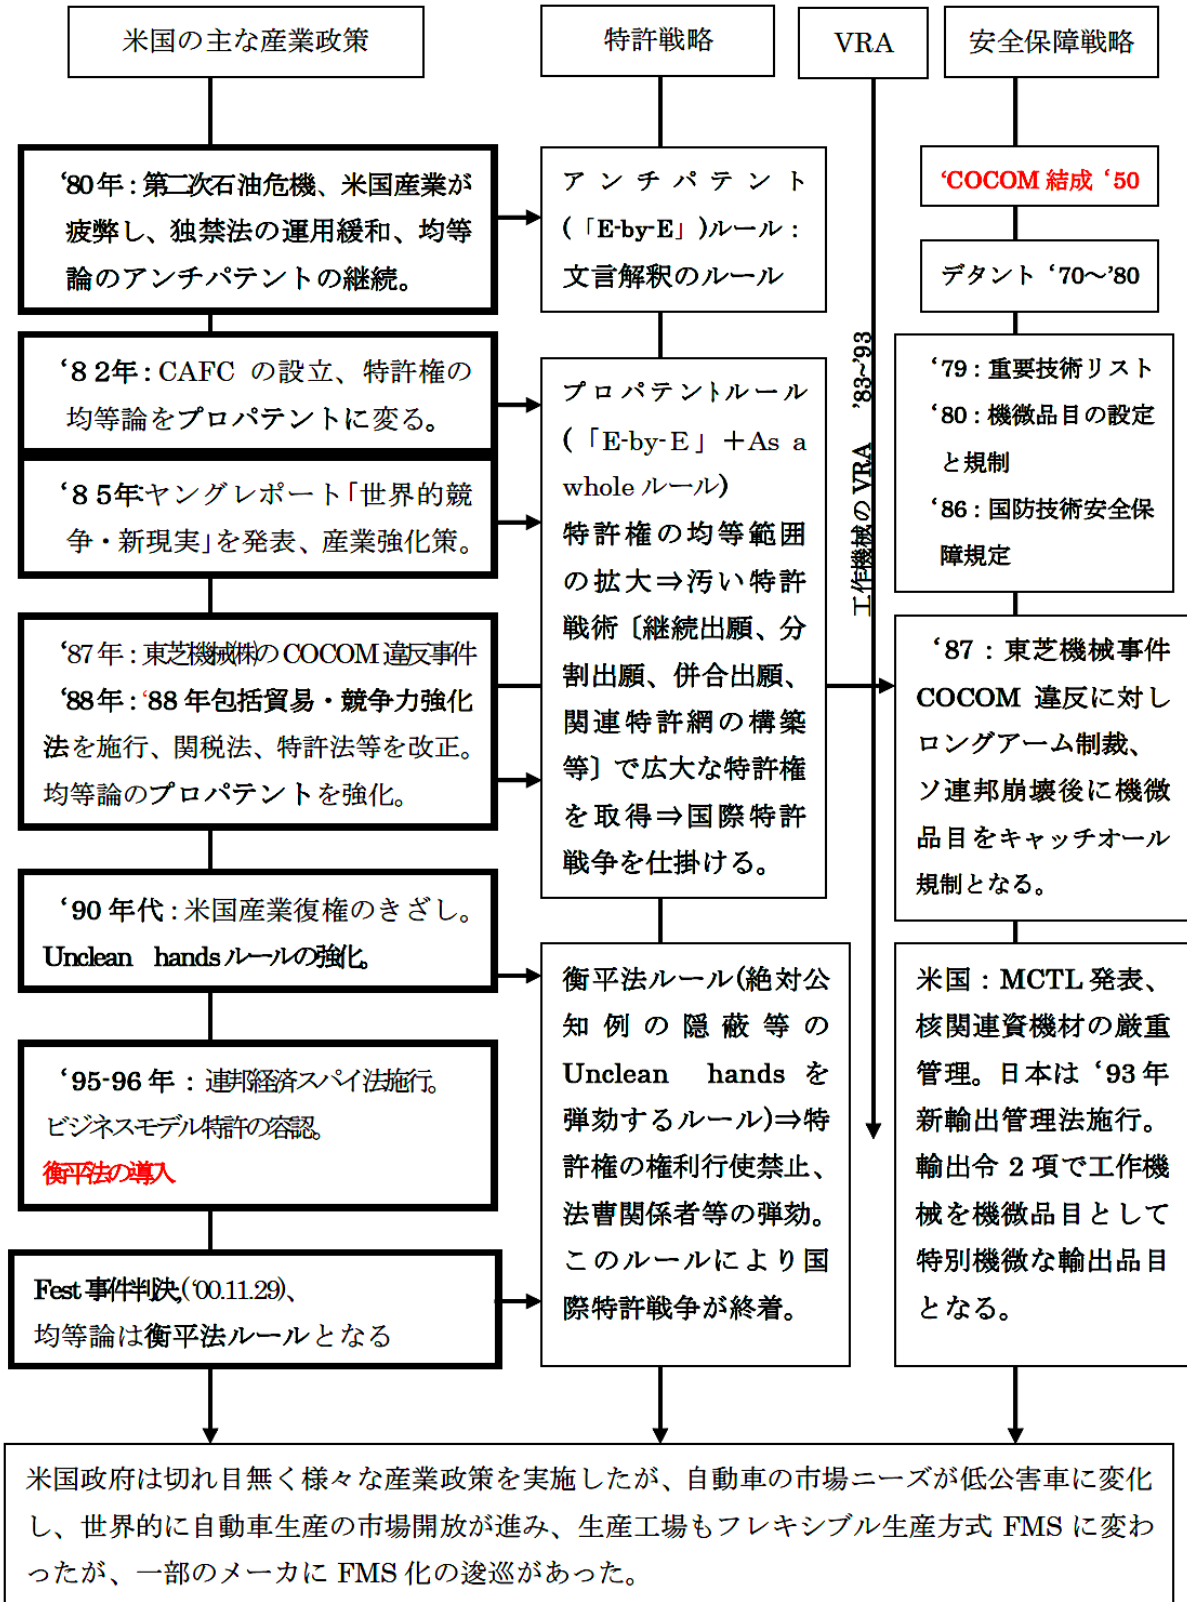 米国の主な産業政策
特許戦略
VRA
安全保障戦略
‘80年：第二次石油危機、米国産業が
疲弊し、独禁法の運用緩和、均等
論のアンチパテントの継続。
アンチパテント
(「E-by-E」)ルール：
文言解釈のルール
‘COCOM 結成 ‘50
デタント ‘70～’80
‘８２年：CAFC の設立、特許権の
均等論をプロパテントに変る。
‘８５年:ヤングレポート「世界的競
争・新現実」を発表、産業強化策。
‘87年：東芝機械㈱のCOCOM違反事件
‘88年：‘88 年包括貿易・競争力強化
法を施行、関税法、特許法等を改正。
均等論のプロパテントを強化。
プロパテントルール
(「E-by-E」＋As a
whole ルール)
特許権の均等範囲
の拡大⇒汚い特許
戦術〔継続出願、分
割出願、併合出願、
関連特許網の構築
等〕で広大な特許権
を取得⇒国際特許
戦争を仕掛ける。
工作機械のVRA　’83~’93
‘79：重要技術リスト
‘80：機微品目の設定
と規制
‘86：国防技術安全保
障規定
‘87：東芝機械事件
COCOM 違反に対し
ロングアーム制裁、
ソ連邦崩壊後に機微
品目をキャッチオール
規制となる。
‘90 年代：米国産業復権のきざし。
Unclean　hands ルールの強化。
‘95-96 年：連邦経済スパイ法施行。
ビジネスモデル特許の容認。
衡平法の導入
Fest 事件判決,(‘00.11.29)、
均等論は衡平法ルールとなる
衡平法ルール(絶対公
知例の隠蔽等の
Unclean　hands を
弾劾するルール)⇒特
許権の権利行使禁止、
法曹関係者等の弾劾。
このルールにより国
際特許戦争が終着。
米国：MCTL 発表、
核関連資機材の厳重
管理。日本は ‘93 年
新輸出管理法施行。
輸出令 2 項で工作機
械を機微品目として
特別機微な輸出品目
となる。
米国政府は切れ目無く様々な産業政策を実施したが、自動車の市場ニーズが低公害車に変化
し、世界的に自動車生産の市場開放が進み、生産工場もフレキシブル生産方式 FMS に変わ
ったが、一部のメーカに FMS 化の逡巡があった。